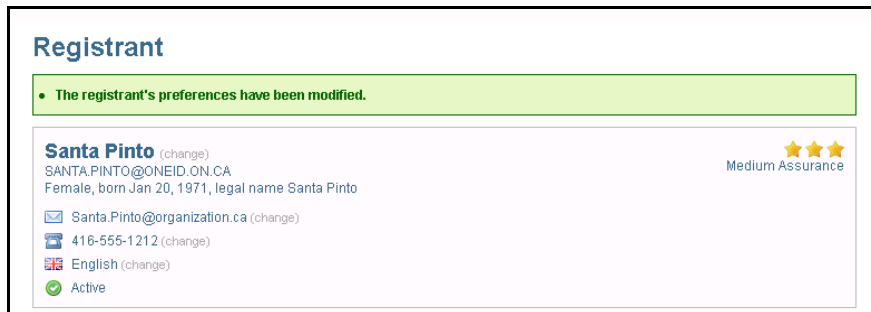 Registrant
• The registrant's preferences have been modified.
Santa Pinto (change)
SANTA.PINTO@ONEID.ON.CA
Female, born Jan 20, 1971, legal name Santa Pinto
Medium Assurance
Santa.Pinto@organization.ca (change)
416-555-1212 (change)
English (change)
Active